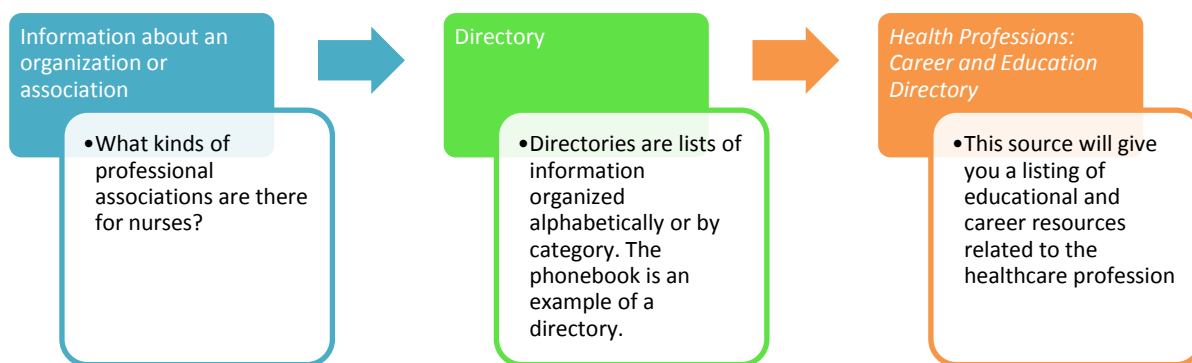 Information about an
organization or
association
•What kinds of
professional
associations are there
for nurses?
Directory
•Directories are lists of
information
organized
alphabetically or by
category. The
phonebook is an
example of a
directory.
Health Professions:
Career and Education
Directory
•This source will give
you a listing of
educational and
career resources
related to the
healthcare profession